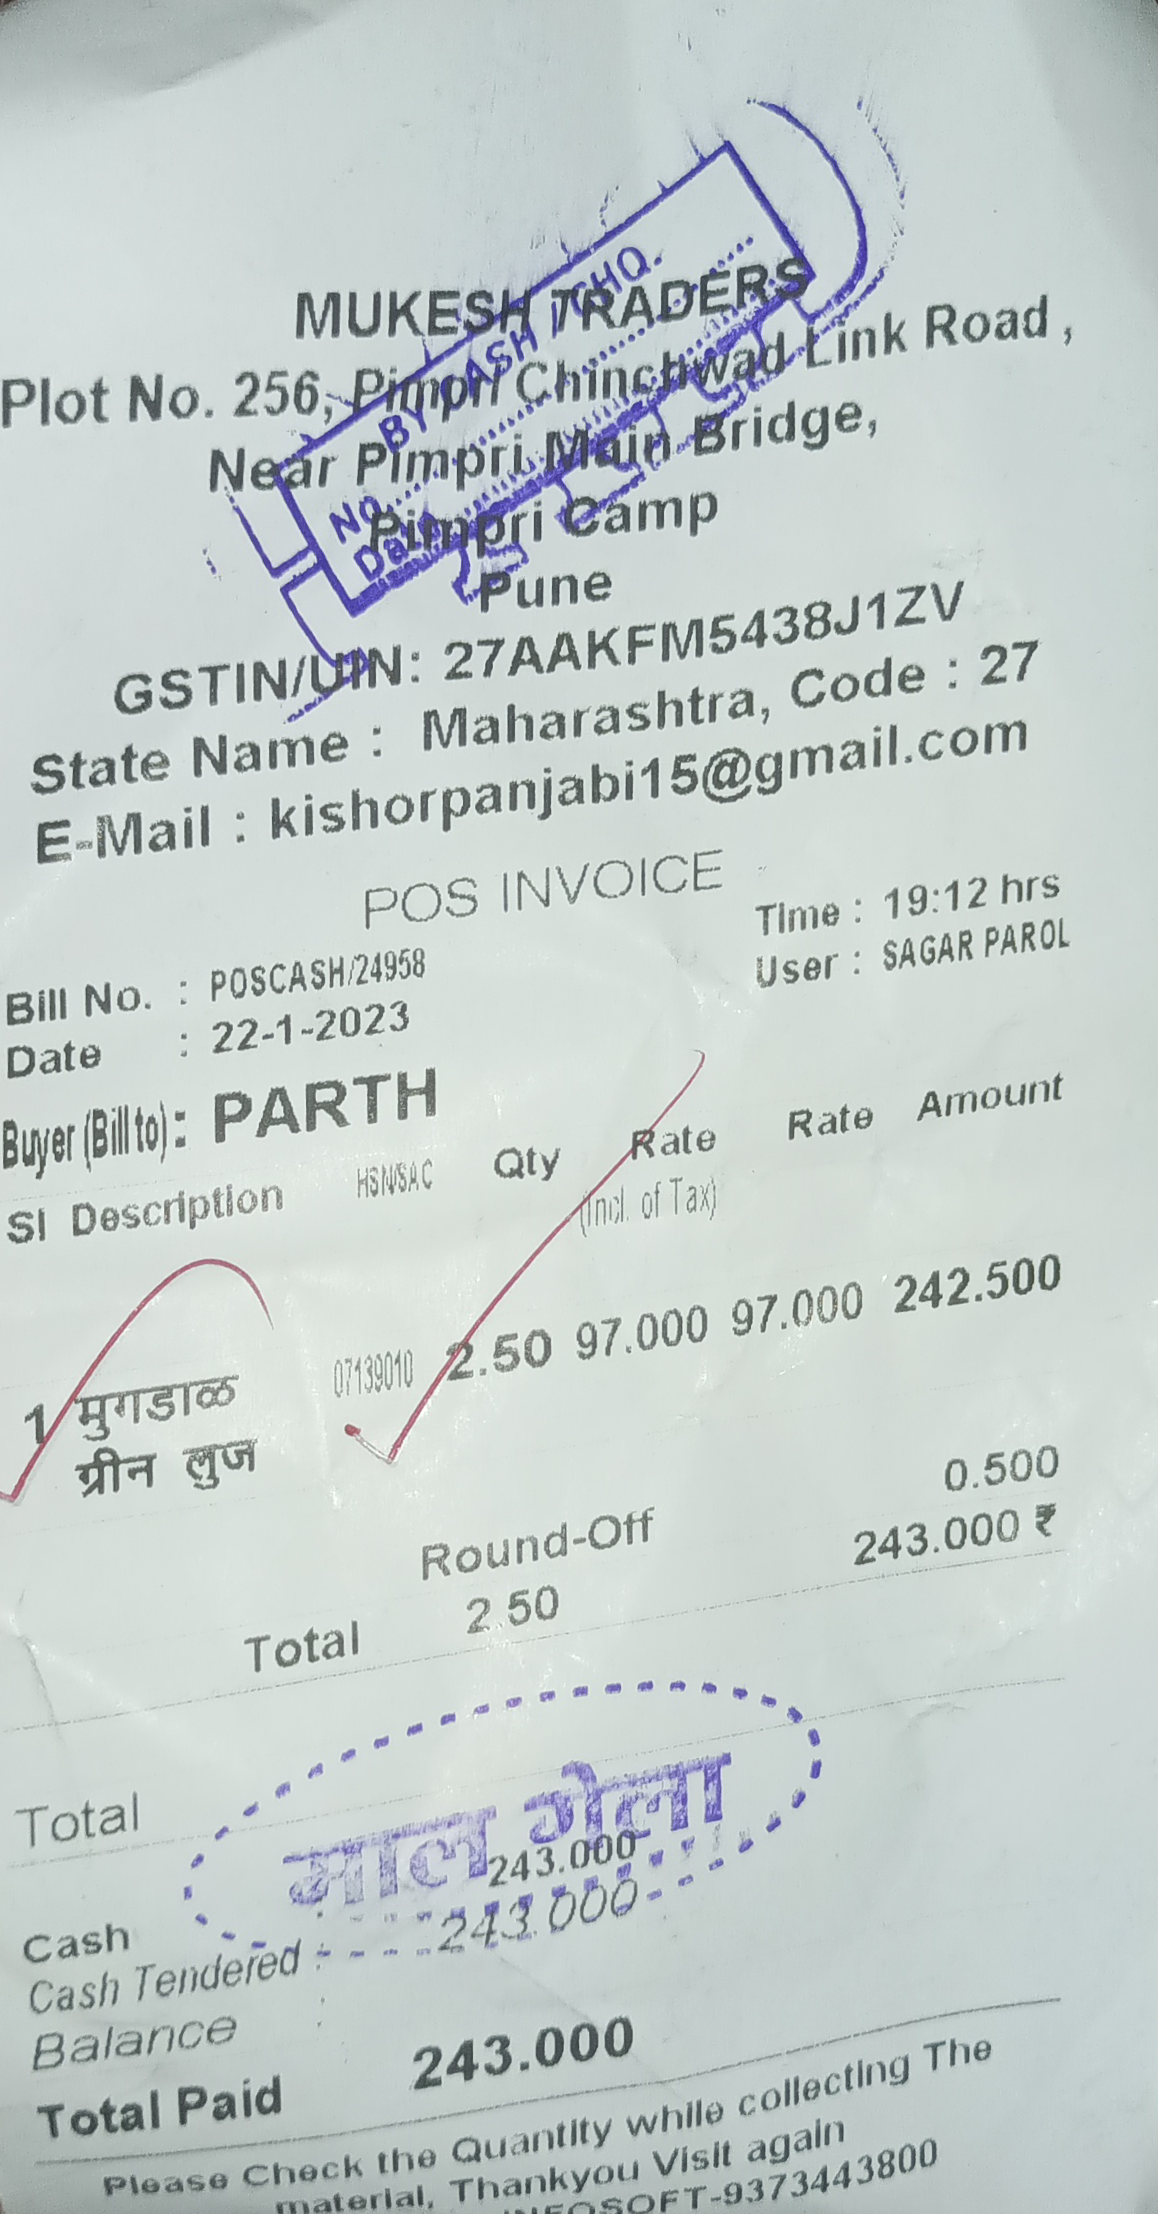 MUKESH TRADERS
Plot No. 256, Pimpri Chinchwad Link Road ,
Near Pimpri Main Bridge,
Pimpri Camp
Pune
GSTIN/UIN: 27AAKFM5438J1ZV
State Name : Maharashtra, Code : 27
E-Mail : kishorpanjabi15@gmail.com
BY CASH / CHQ.
No.
Date
POS INVOICE
Bill No. : POSCASH/24958 Time : 19:12 hrs
Date : 22-1-2023 User : SAGAR PAROL
Buyer (Bill to) : PARTH
Sl Description HSN/SAC Qty Rate Rate Amount
(Incl. of Tax)
1 मुगडाळ 07139010 2.50 97.000 97.000 242.500
ग्रीन लुज
Round-Off 0.500
Total 2.50 243.000 ₹
Total
माल गेला
Cash 243.000
Cash Tendered : 243.000
Balance :
Total Paid 243.000
Please Check the Quantity while collecting The
material, Thankyou Visit again
INFOSOFT-9373443800